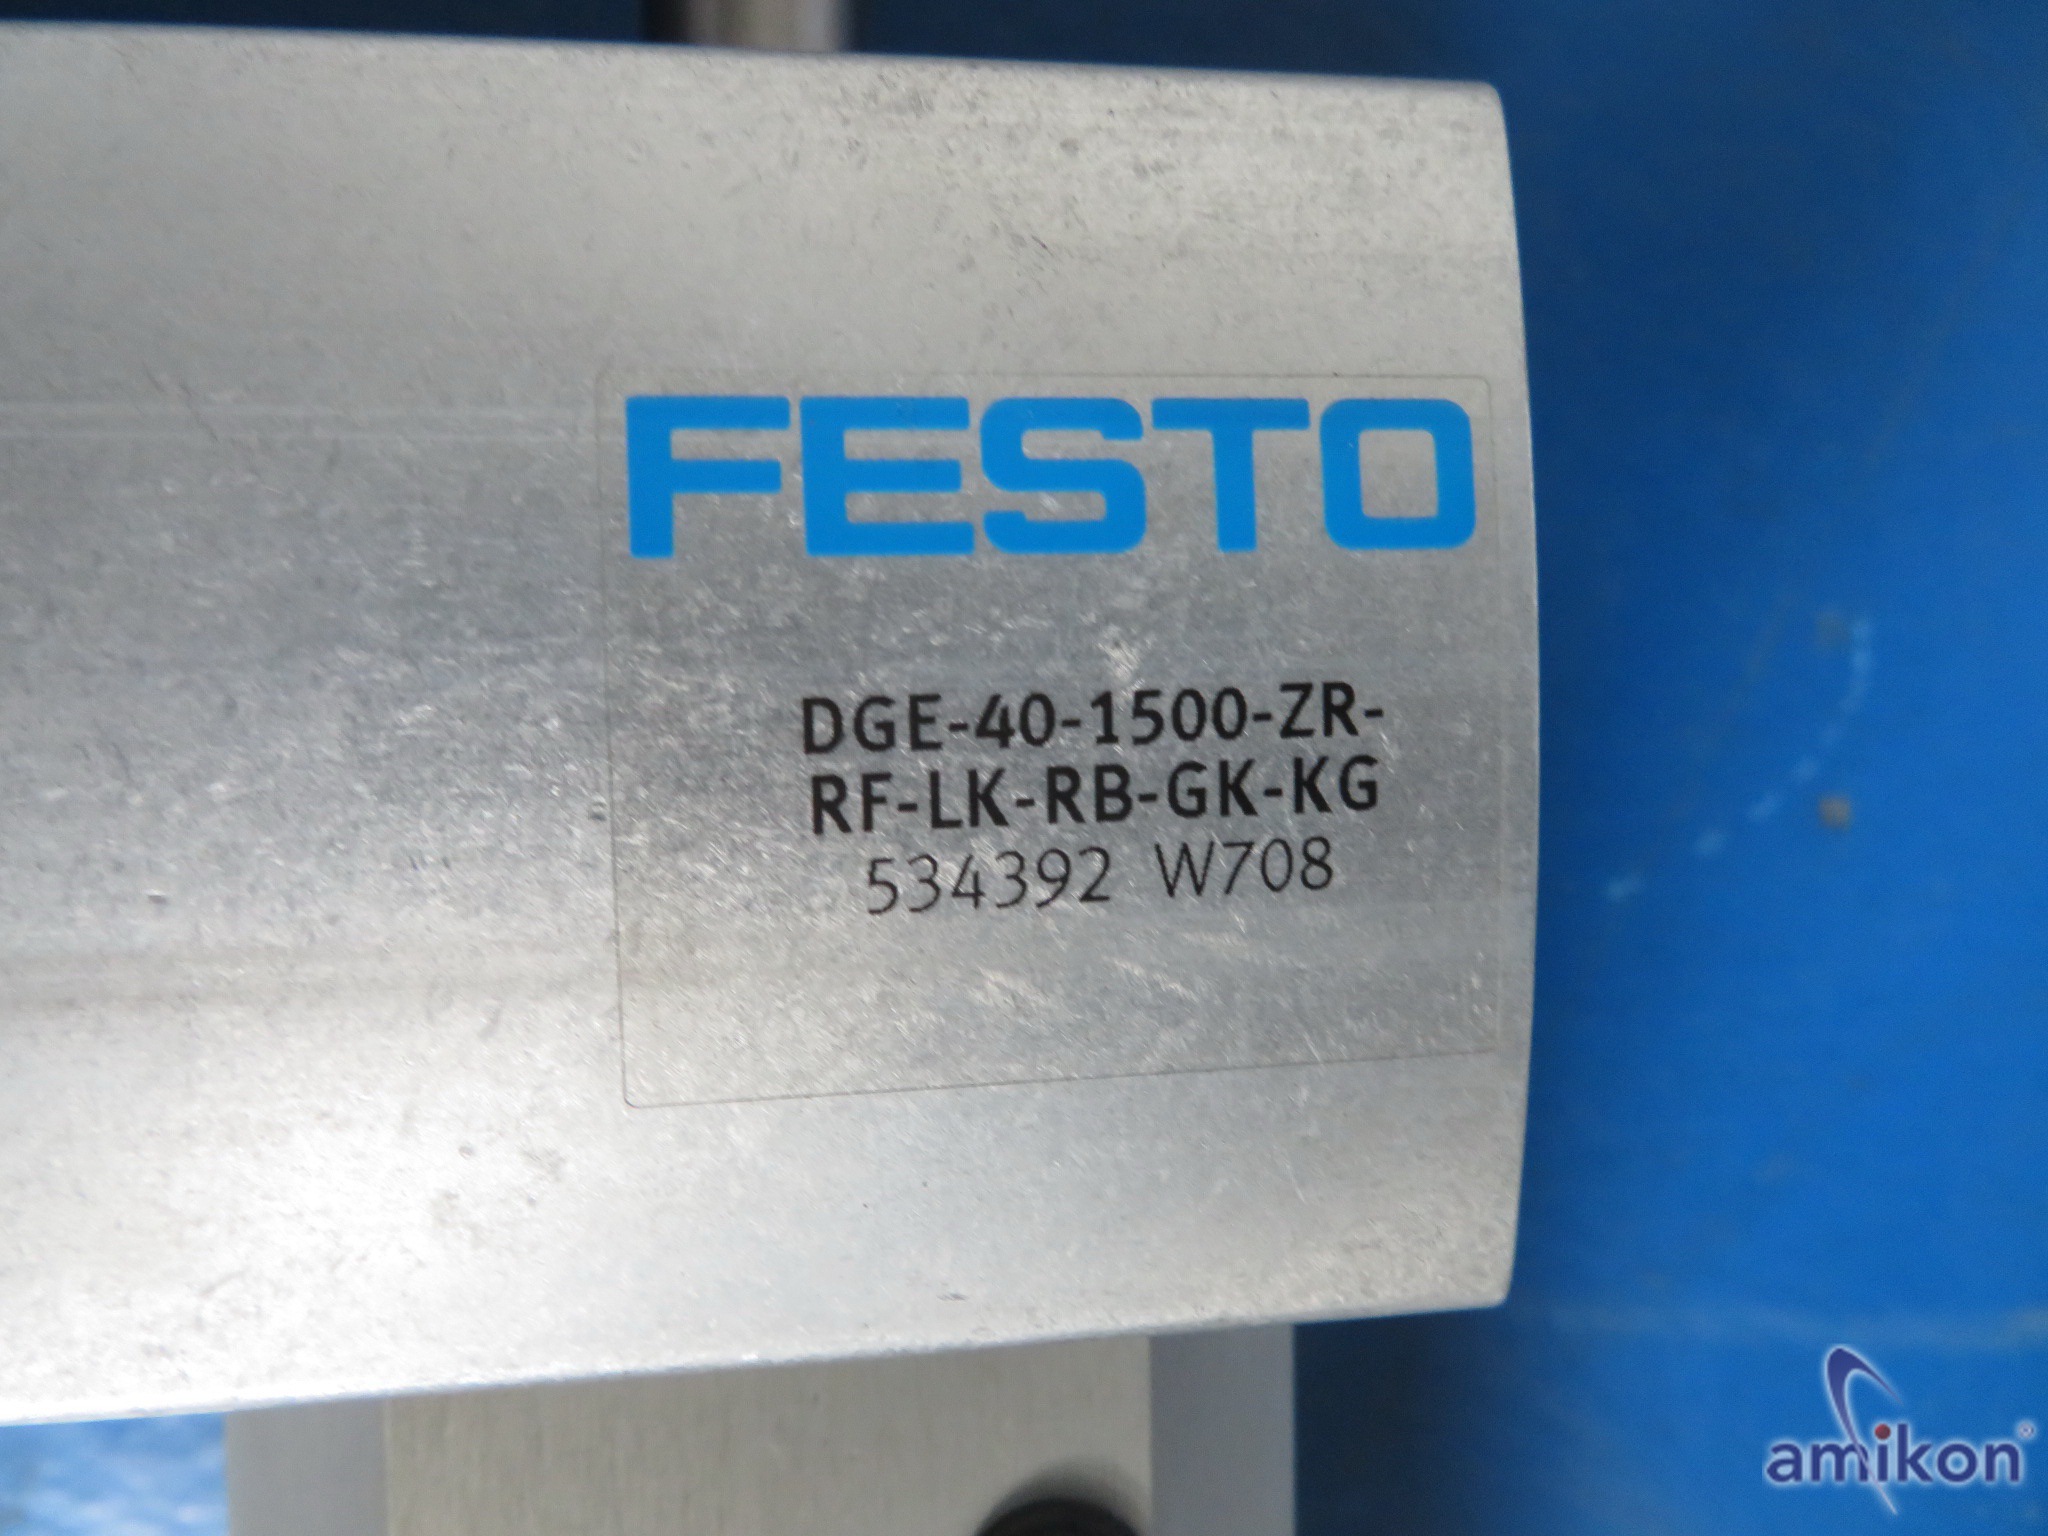 FESTO
DGE-40-1500-ZR-
RF-LK-RB-GK-KG
534392 W708
amikon®